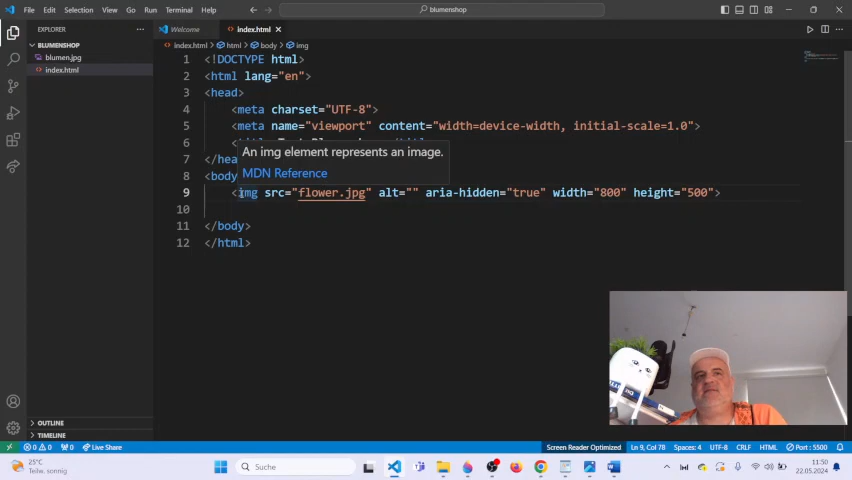 File Edit Selection View Go Run Terminal Help
blumenshop
EXPLORER
BLUMENSHOP
blumen.jpg
index.html
OUTLINE
TIMELINE
Welcome
index.html
index.html > html > body > img
1 <!DOCTYPE html>
2 <html lang="en">
3 <head>
4 <meta charset="UTF-8">
5 <meta name="viewport" content="width=device-width, initial-scale=1.0">
6
An img element represents an image.
MDN Reference
7 </hea
8 <body
9 <img src="flower.jpg" alt="" aria-hidden="true" width="800" height="500">
10
11 </body>
12 </html>
0 0 0 Live Share
Screen Reader Optimized Ln 9, Col 78 Spaces: 4 UTF-8 CRLF HTML Port : 5500
25°C
Teilw. sonnig
Suche
11:50
22.05.2024